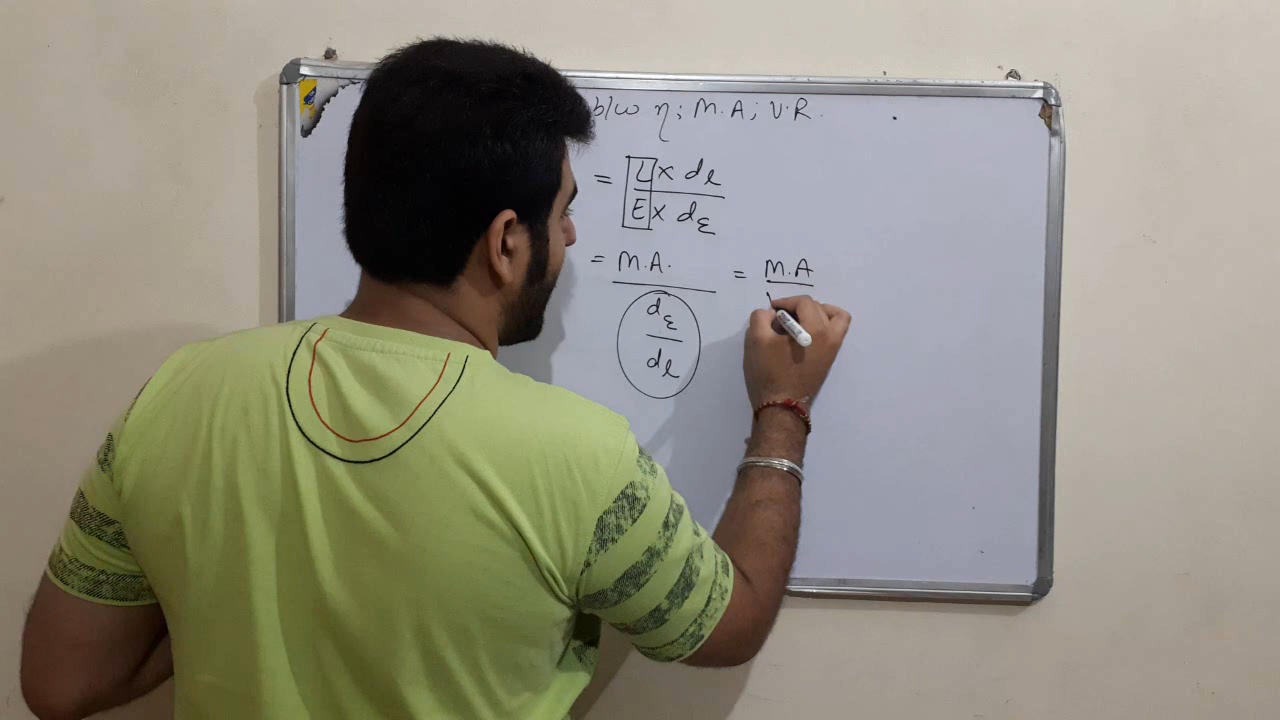 b/w η; M.A; V.R.
= L x dL
E x dE
= M.A. = M.A
dE
dL